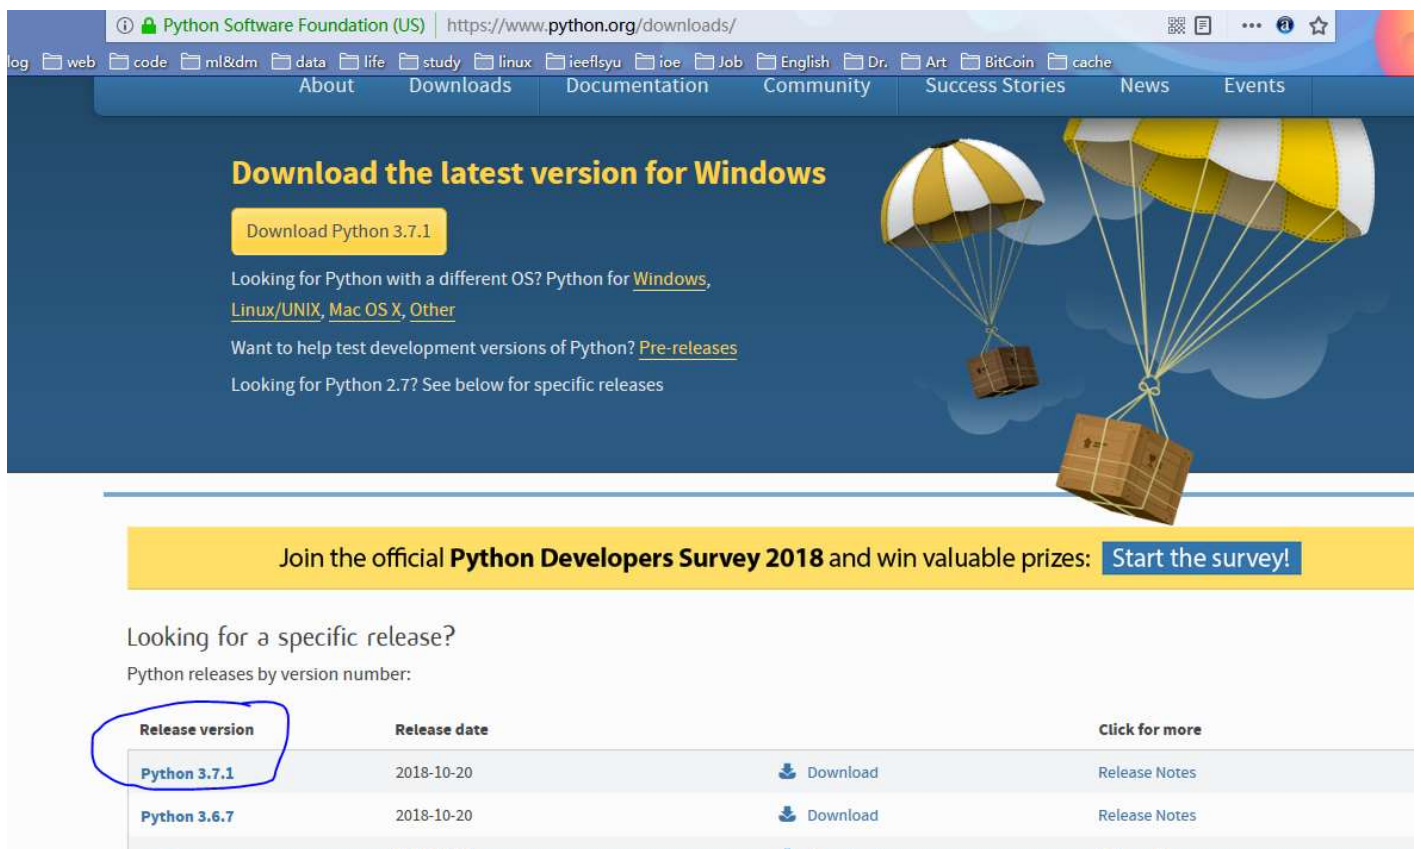 Python Software Foundation (US) https://www.python.org/downloads/
log web code ml&dm data life study linux ieeflsyu ioe Job English Dr. Art BitCoin cache
About Downloads Documentation Community Success Stories News Events
Download the latest version for Windows
Download Python 3.7.1
Looking for Python with a different OS? Python for Windows,
Linux/UNIX, Mac OS X, Other
Want to help test development versions of Python? Pre-releases
Looking for Python 2.7? See below for specific releases
Join the official Python Developers Survey 2018 and win valuable prizes: Start the survey!
Looking for a specific release?
Python releases by version number:
Release version Release date Click for more
Python 3.7.1 2018-10-20 Download Release Notes
Python 3.6.7 2018-10-20 Download Release Notes